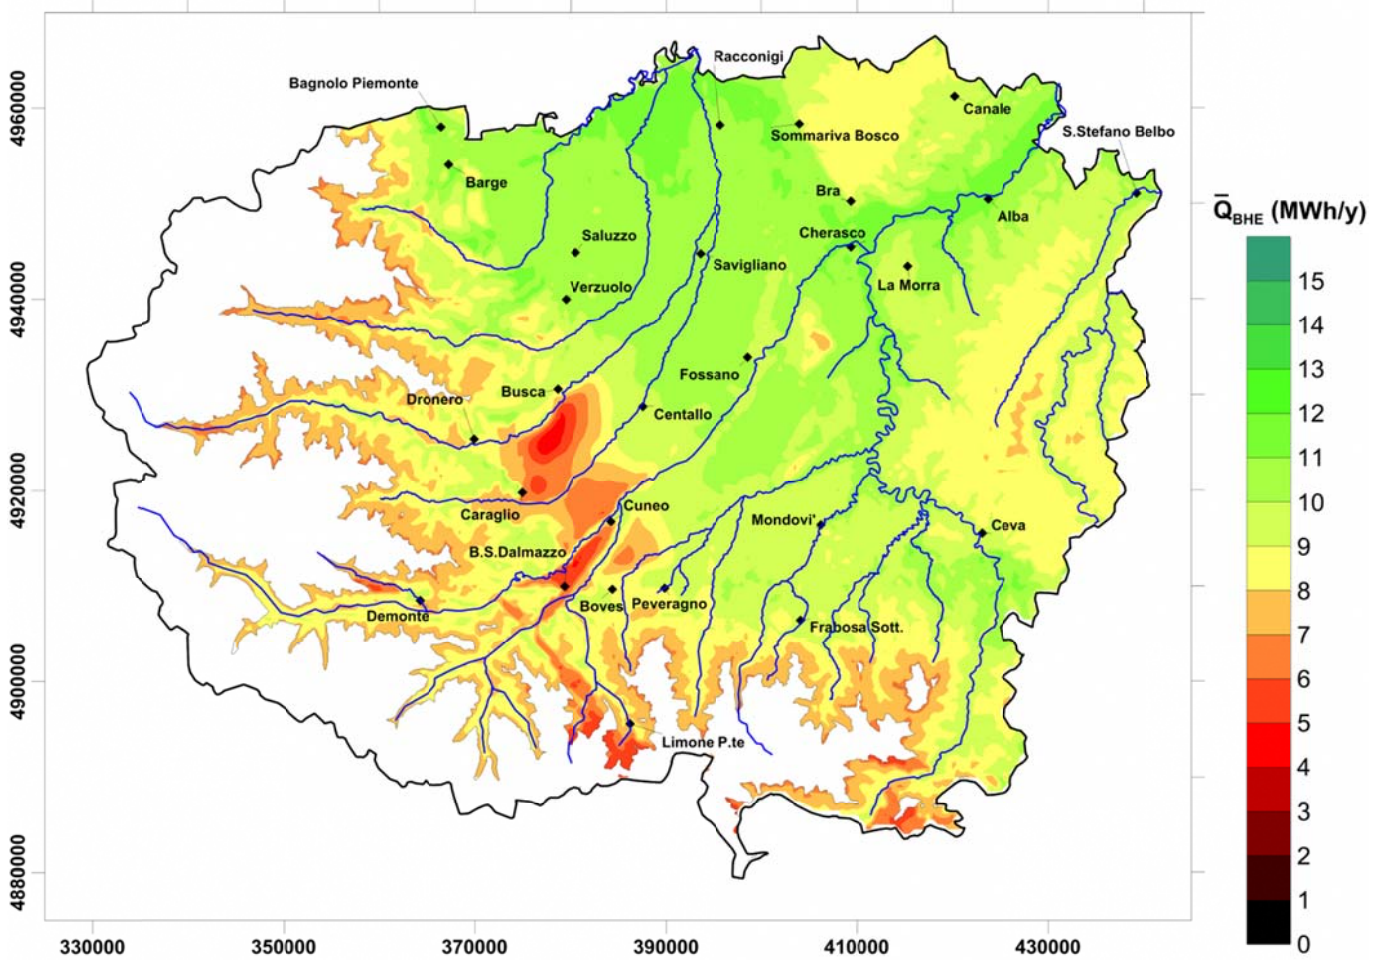 Racconigi
Bagnolo Piemonte
Canale
S.Stefano Belbo
Sommariva Bosco
Barge
Bra
Alba
Q̅BHE (MWh/y)
Saluzzo
Cherasco
Savigliano
La Morra
Verzuolo
Fossano
Busca
Dronero
Centallo
Caraglio
Cuneo
Mondovi'
Ceva
B.S.Dalmazzo
Boves
Peveragno
Demonte
Frabosa Sott.
Limone P.te
4960000
4940000
4920000
4900000
4880000
330000
350000
370000
390000
410000
430000
15
14
13
12
11
10
9
8
7
6
5
4
3
2
1
0